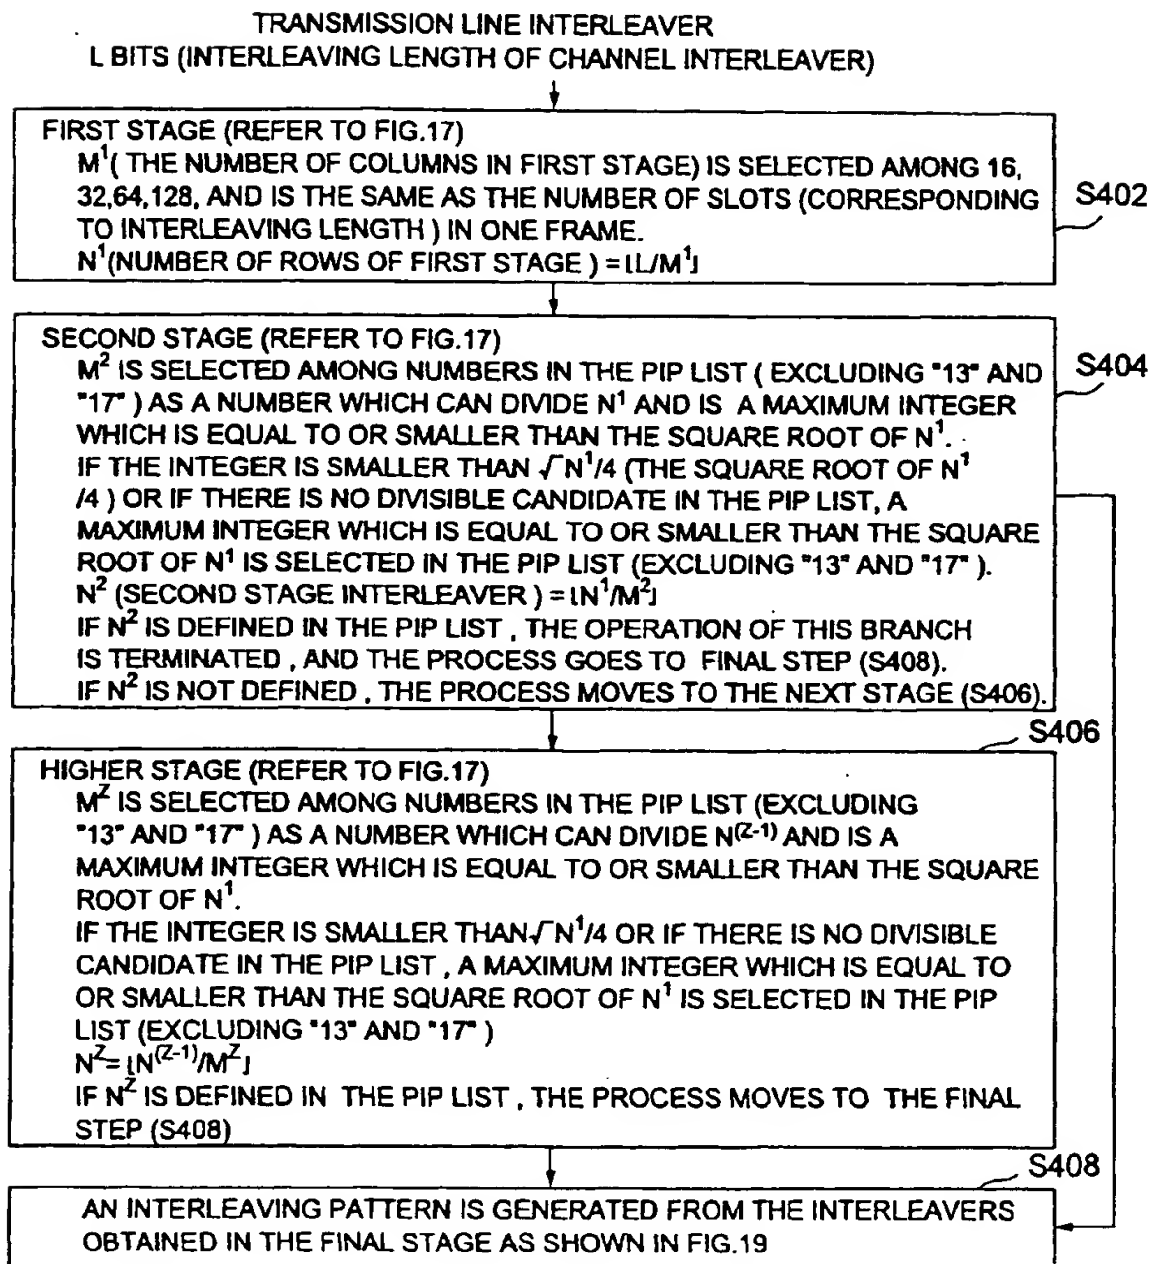 TRANSMISSION LINE INTERLEAVER
L BITS (INTERLEAVING LENGTH OF CHANNEL INTERLEAVER)
FIRST STAGE (REFER TO FIG.17)
M¹( THE NUMBER OF COLUMNS IN FIRST STAGE) IS SELECTED AMONG 16,
32,64,128, AND IS THE SAME AS THE NUMBER OF SLOTS (CORRESPONDING
TO INTERLEAVING LENGTH ) IN ONE FRAME.
N¹(NUMBER OF ROWS OF FIRST STAGE ) = ⌊L/M¹⌋
S402
SECOND STAGE (REFER TO FIG.17)
M² IS SELECTED AMONG NUMBERS IN THE PIP LIST ( EXCLUDING "13" AND
"17" ) AS A NUMBER WHICH CAN DIVIDE N¹ AND IS A MAXIMUM INTEGER
WHICH IS EQUAL TO OR SMALLER THAN THE SQUARE ROOT OF N¹.
IF THE INTEGER IS SMALLER THAN √N¹/4 (THE SQUARE ROOT OF N¹
/4 ) OR IF THERE IS NO DIVISIBLE CANDIDATE IN THE PIP LIST, A
MAXIMUM INTEGER WHICH IS EQUAL TO OR SMALLER THAN THE SQUARE
ROOT OF N¹ IS SELECTED IN THE PIP LIST (EXCLUDING "13" AND "17" ).
N² (SECOND STAGE INTERLEAVER ) = ⌊N¹/M²⌋
IF N² IS DEFINED IN THE PIP LIST , THE OPERATION OF THIS BRANCH
IS TERMINATED , AND THE PROCESS GOES TO FINAL STEP (S408).
IF N² IS NOT DEFINED , THE PROCESS MOVES TO THE NEXT STAGE (S406).
S404
S406
HIGHER STAGE (REFER TO FIG.17)
M^Z IS SELECTED AMONG NUMBERS IN THE PIP LIST (EXCLUDING
"13" AND "17" ) AS A NUMBER WHICH CAN DIVIDE N^(Z-1) AND IS A
MAXIMUM INTEGER WHICH IS EQUAL TO OR SMALLER THAN THE SQUARE
ROOT OF N¹.
IF THE INTEGER IS SMALLER THAN√N¹/4 OR IF THERE IS NO DIVISIBLE
CANDIDATE IN THE PIP LIST , A MAXIMUM INTEGER WHICH IS EQUAL TO
OR SMALLER THAN THE SQUARE ROOT OF N¹ IS SELECTED IN THE PIP
LIST (EXCLUDING "13" AND "17" )
N^Z= ⌊N^(Z-1)/M^Z⌋
IF N^Z IS DEFINED IN THE PIP LIST , THE PROCESS MOVES TO THE FINAL
STEP (S408)
S408
AN INTERLEAVING PATTERN IS GENERATED FROM THE INTERLEAVERS
OBTAINED IN THE FINAL STAGE AS SHOWN IN FIG.19